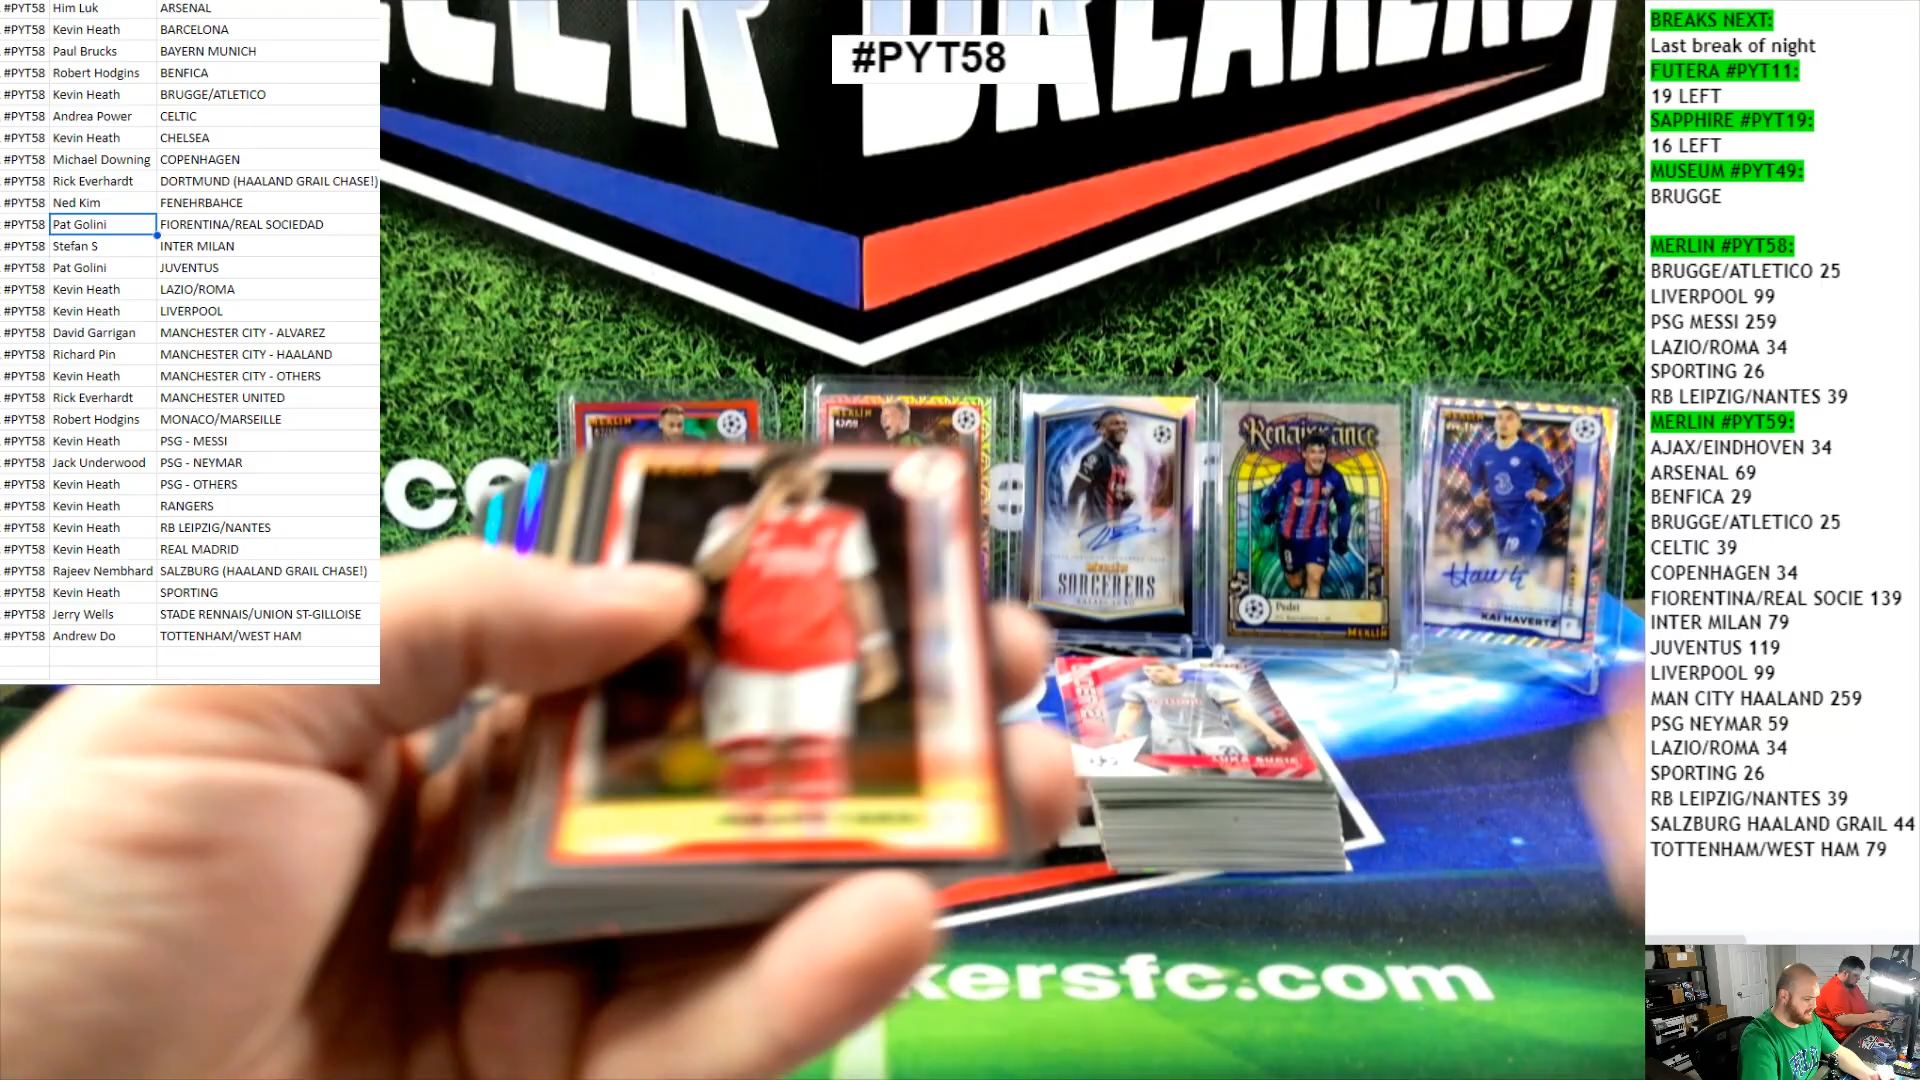 #PYT58 Him Luk ARSENAL
#PYT58 Kevin Heath BARCELONA
#PYT58 Paul Brucks BAYERN MUNICH
#PYT58 Robert Hodgins BENFICA
#PYT58 Kevin Heath BRUGGE/ATLETICO
#PYT58 Andrea Power CELTIC
#PYT58 Kevin Heath CHELSEA
#PYT58 Michael Downing COPENHAGEN
#PYT58 Rick Everhardt DORTMUND (HAALAND GRAIL CHASE!)
#PYT58 Ned Kim FENEHRBAHCE
#PYT58 Pat Golini FIORENTINA/REAL SOCIEDAD
#PYT58 Stefan S INTER MILAN
#PYT58 Pat Golini JUVENTUS
#PYT58 Kevin Heath LAZIO/ROMA
#PYT58 Kevin Heath LIVERPOOL
#PYT58 David Garrigan MANCHESTER CITY - ALVAREZ
#PYT58 Richard Pin MANCHESTER CITY - HAALAND
#PYT58 Kevin Heath MANCHESTER CITY - OTHERS
#PYT58 Rick Everhardt MANCHESTER UNITED
#PYT58 Robert Hodgins MONACO/MARSEILLE
#PYT58 Kevin Heath PSG - MESSI
#PYT58 Jack Underwood PSG - NEYMAR
#PYT58 Kevin Heath PSG - OTHERS
#PYT58 Kevin Heath RANGERS
#PYT58 Kevin Heath RB LEIPZIG/NANTES
#PYT58 Kevin Heath REAL MADRID
#PYT58 Rajeev Nembhard SALZBURG (HAALAND GRAIL CHASE!)
#PYT58 Kevin Heath SPORTING
#PYT58 Jerry Wells STADE RENNAIS/UNION ST-GILLOISE
#PYT58 Andrew Do TOTTENHAM/WEST HAM
#PYT58
MERLIN
MERLIN
MERLIN
SORCERERS
Renaissance
Pedri
MERLIN
MERLIN
19
KAI HAVERTZ
kersfc.com
BREAKS NEXT:
Last break of night
FUTERA #PYT11:
19 LEFT
SAPPHIRE #PYT19:
16 LEFT
MUSEUM #PYT49:
BRUGGE
MERLIN #PYT58:
BRUGGE/ATLETICO 25
LIVERPOOL 99
PSG MESSI 259
LAZIO/ROMA 34
SPORTING 26
RB LEIPZIG/NANTES 39
MERLIN #PYT59:
AJAX/EINDHOVEN 34
ARSENAL 69
BENFICA 29
BRUGGE/ATLETICO 25
CELTIC 39
COPENHAGEN 34
FIORENTINA/REAL SOCIE 139
INTER MILAN 79
JUVENTUS 119
LIVERPOOL 99
MAN CITY HAALAND 259
PSG NEYMAR 59
LAZIO/ROMA 34
SPORTING 26
RB LEIPZIG/NANTES 39
SALZBURG HAALAND GRAIL 44
TOTTENHAM/WEST HAM 79